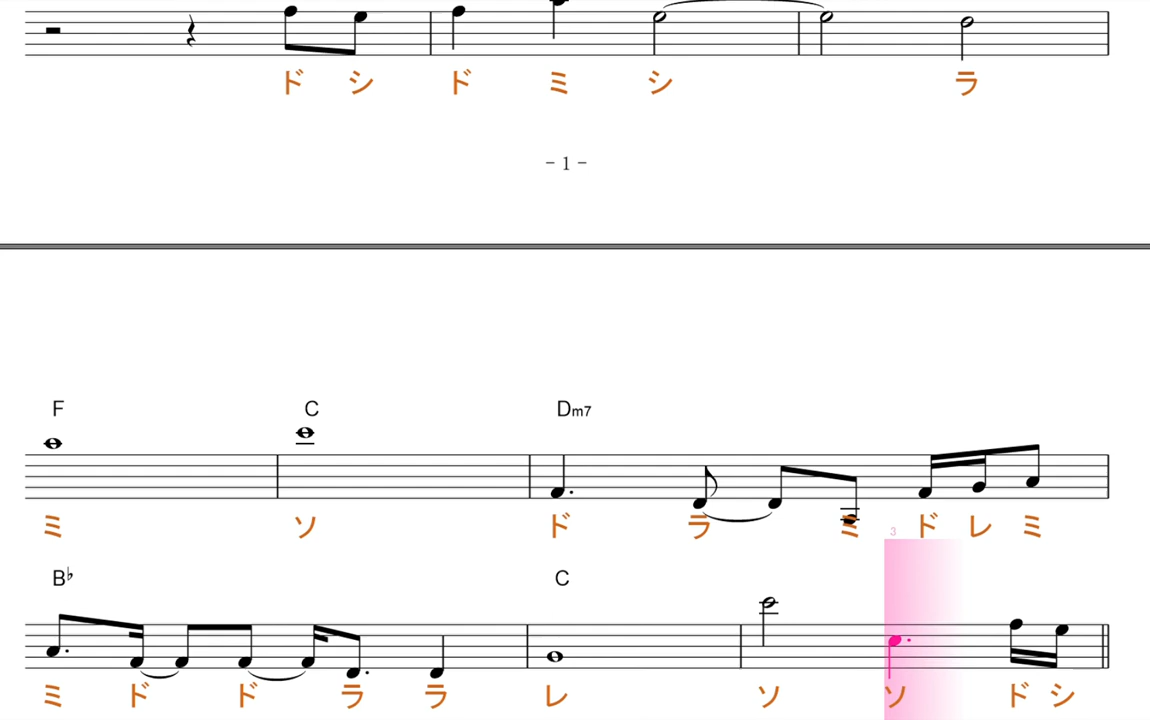 ド シ ド ミ シ ラ
- 1 -
F C Dm7
ミ ソ ド ラ ミ ド レ ミ
3
B♭ C
ミ ド ド ラ ラ レ ソ ソ ド シ